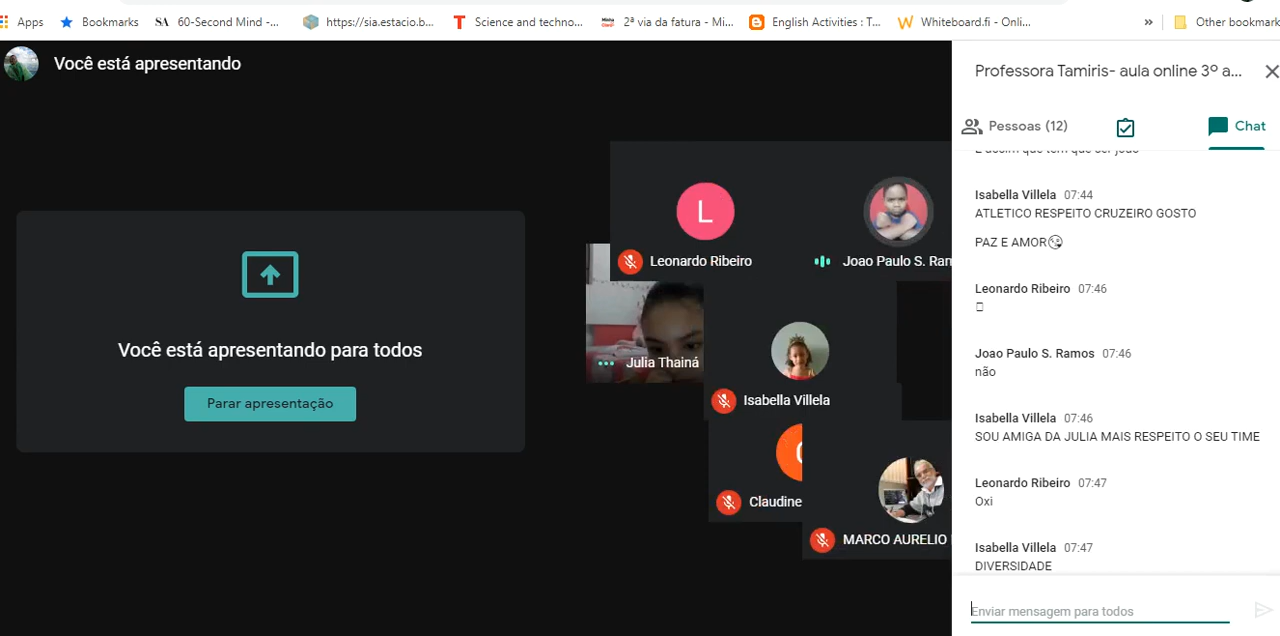 Apps Bookmarks SA 60-Second Mind -... https://sia.estacio.b... Science and techno... 2ª via da fatura - Mi... English Activities : T... Whiteboard.fi - Onli... » Other bookmark
Você está apresentando
Você está apresentando para todos
Parar apresentação
L
Leonardo Ribeiro
Joao Paulo S. Ran
Julia Thainá
Isabella Villela
Claudine
MARCO AURELIO
Professora Tamiris- aula online 3º a...
Pessoas (12)
Chat
Isabella Villela 07:44
ATLETICO RESPEITO CRUZEIRO GOSTO
PAZ E AMOR😘
Leonardo Ribeiro 07:46
Joao Paulo S. Ramos 07:46
não
Isabella Villela 07:46
SOU AMIGA DA JULIA MAIS RESPEITO O SEU TIME
Leonardo Ribeiro 07:47
Oxi
Isabella Villela 07:47
DIVERSIDADE
Enviar mensagem para todos